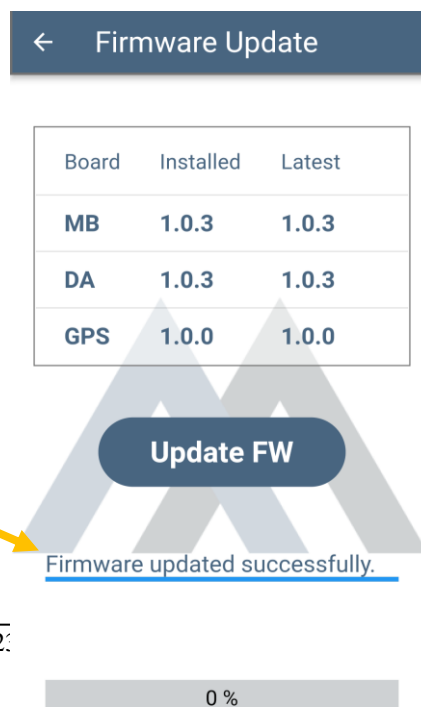 ← Firmware Update
Board Installed Latest
MB 1.0.3 1.0.3
DA 1.0.3 1.0.3
GPS 1.0.0 1.0.0
Update FW
Firmware updated successfully.
0 %